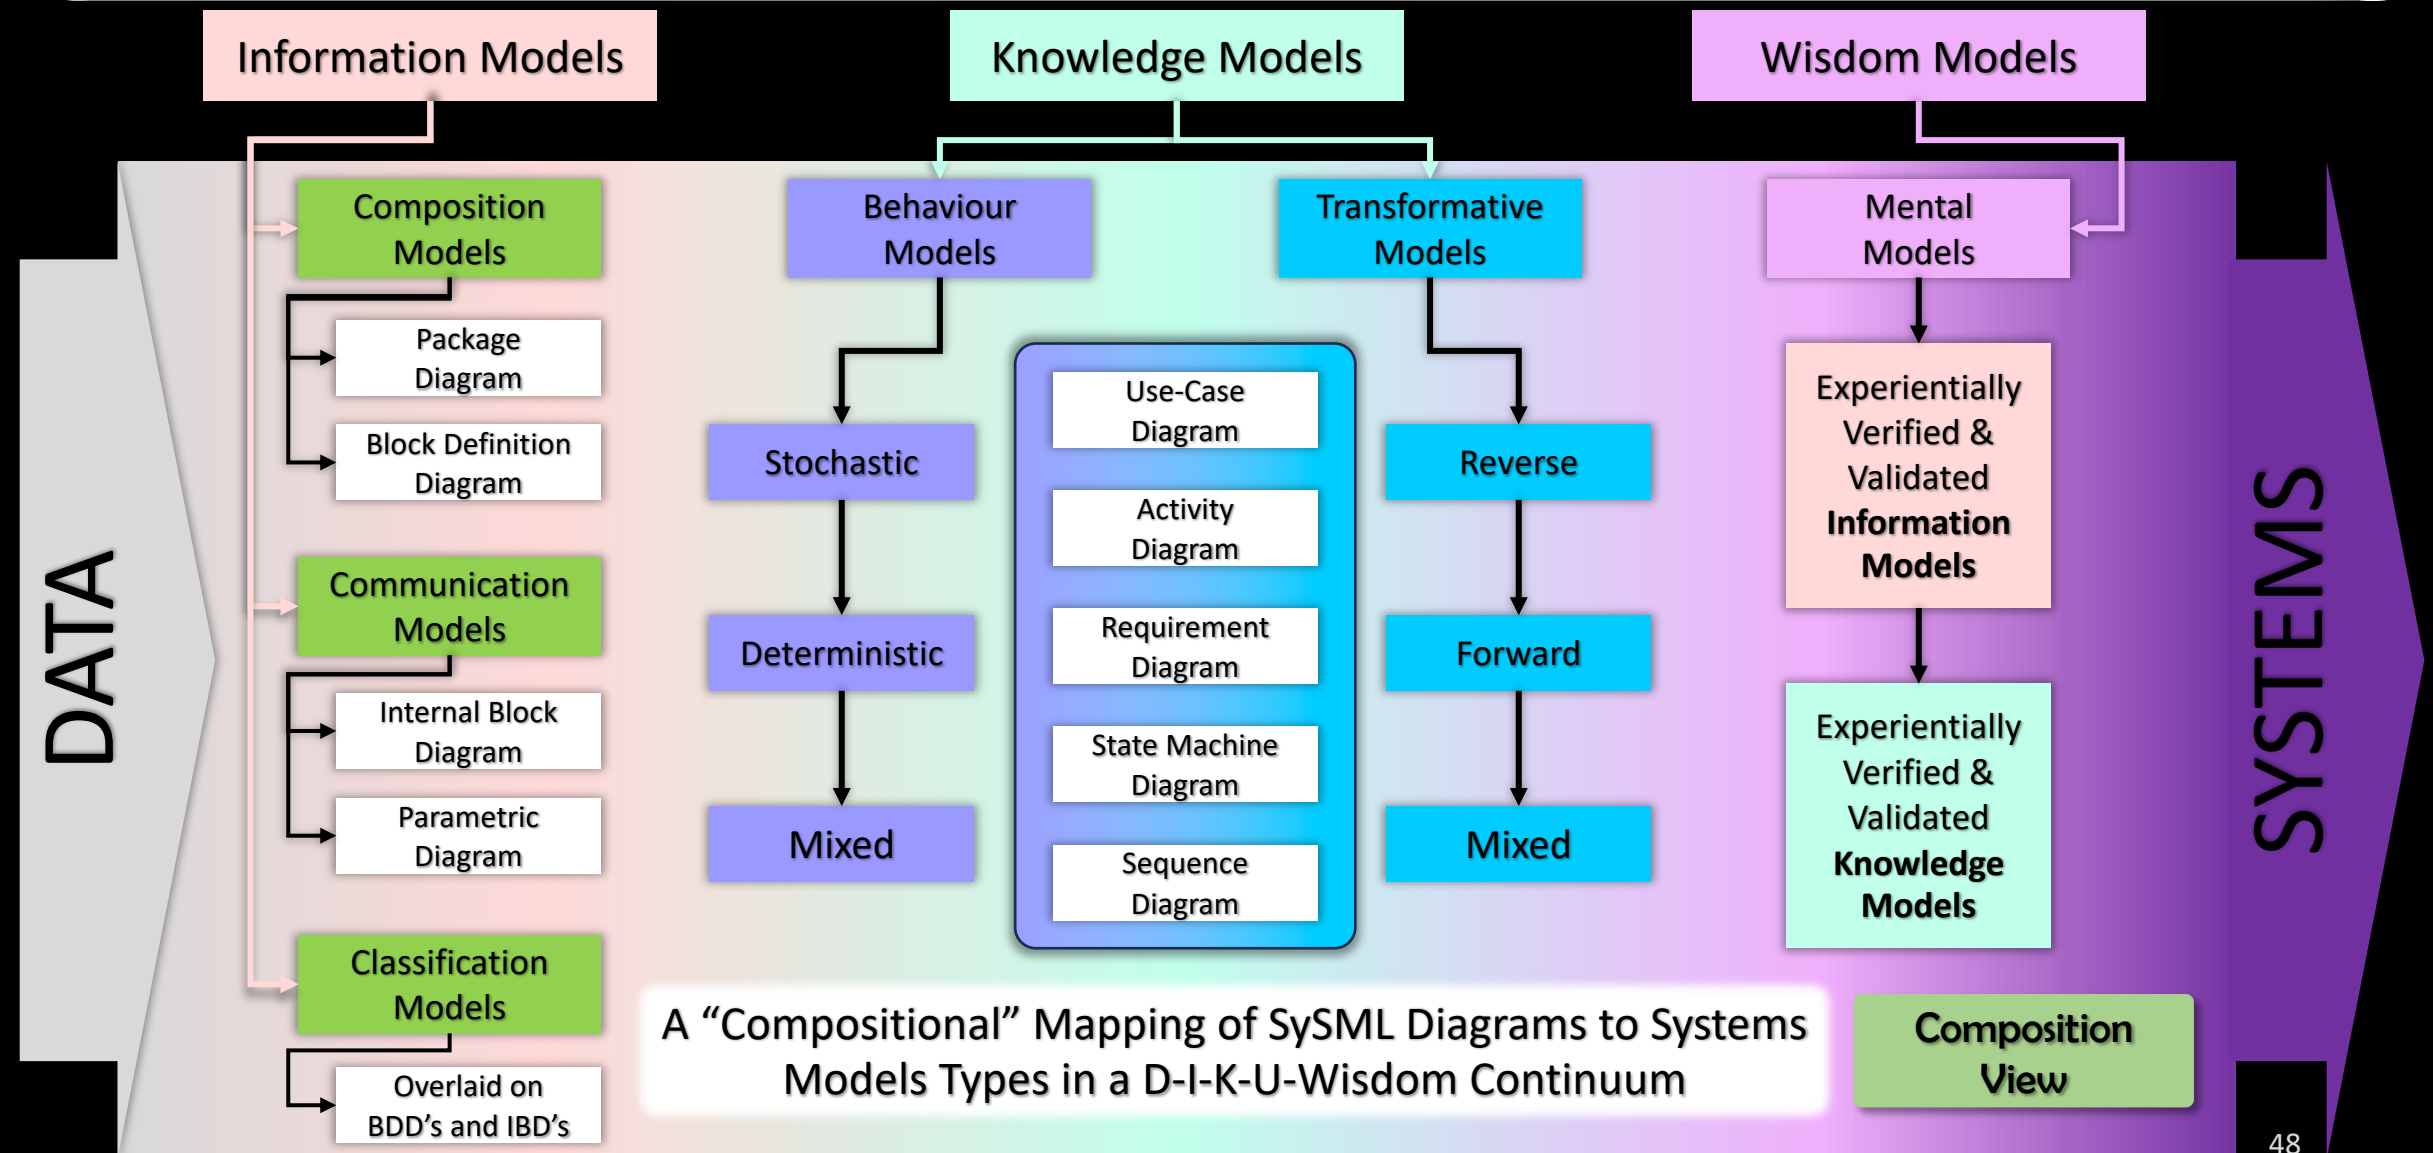 Information Models
Knowledge Models
Wisdom Models
DATA
Composition
Models
Package
Diagram
Block Definition
Diagram
Communication
Models
Internal Block
Diagram
Parametric
Diagram
Classification
Models
Overlaid on
BDD’s and IBD’s
Behaviour
Models
Stochastic
Deterministic
Mixed
Use-Case
Diagram
Activity
Diagram
Requirement
Diagram
State Machine
Diagram
Sequence
Diagram
Transformative
Models
Reverse
Forward
Mixed
Mental
Models
Experientially
Verified &
Validated
Information
Models
Experientially
Verified &
Validated
Knowledge
Models
SYSTEMS
A “Compositional” Mapping of SySML Diagrams to Systems
Models Types in a D-I-K-U-Wisdom Continuum
Composition
View
48